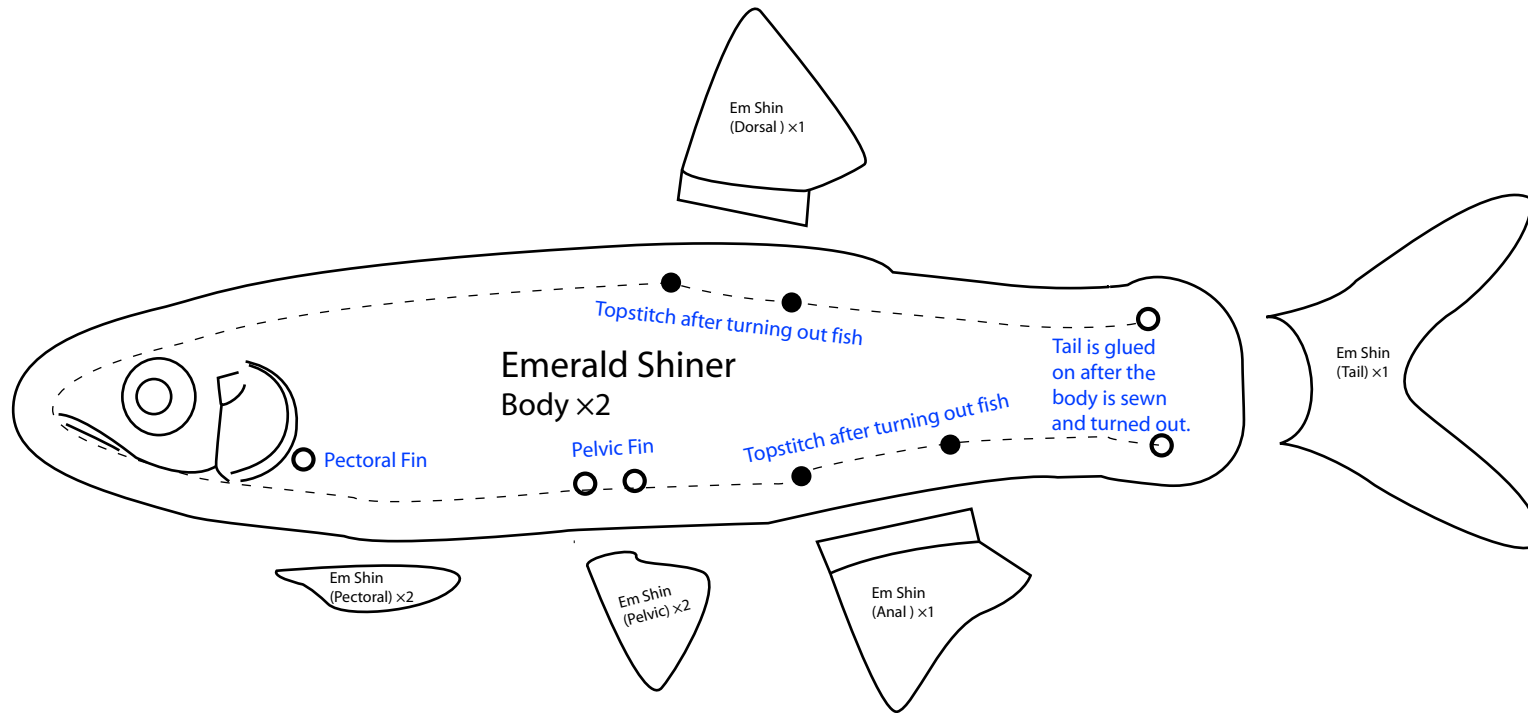 Em Shin
(Dorsal ) ×1
Topstitch after turning out fish
Emerald Shiner
Body ×2
Tail is glued
on after the
body is sewn
and turned out.
Em Shin
(Tail) ×1
Pectoral Fin
Pelvic Fin
Topstitch after turning out fish
Em Shin
(Pectoral) ×2
Em Shin
(Pelvic) ×2
Em Shin
(Anal ) ×1